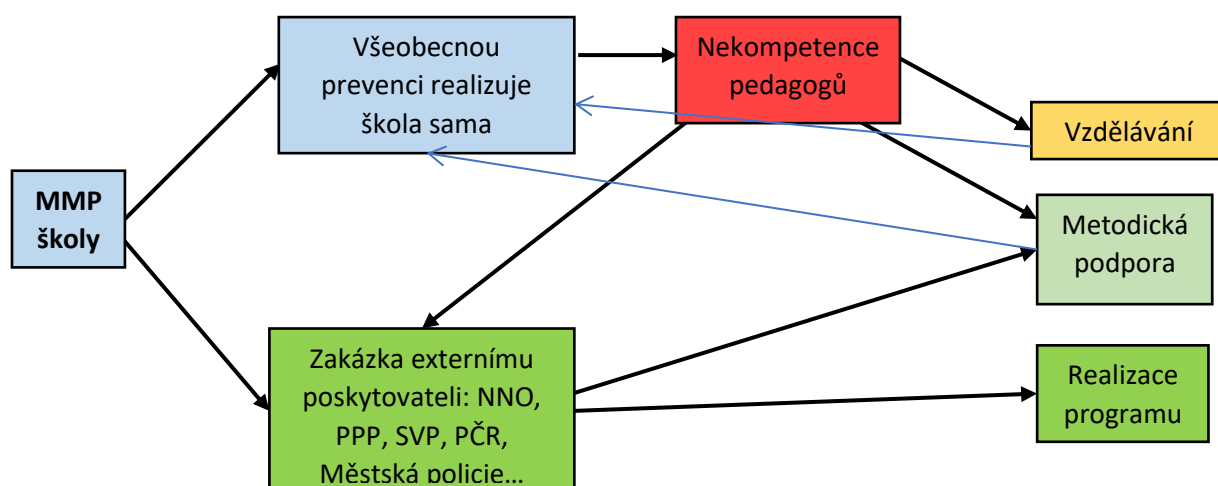 Všeobecnou
prevenci realizuje
škola sama
Nekompetence
pedagogů
Vzdělávání
MMP
školy
Metodická
podpora
Zakázka externímu
poskytovateli: NNO,
PPP, SVP, PČR,
Městská policie…
Realizace
programu